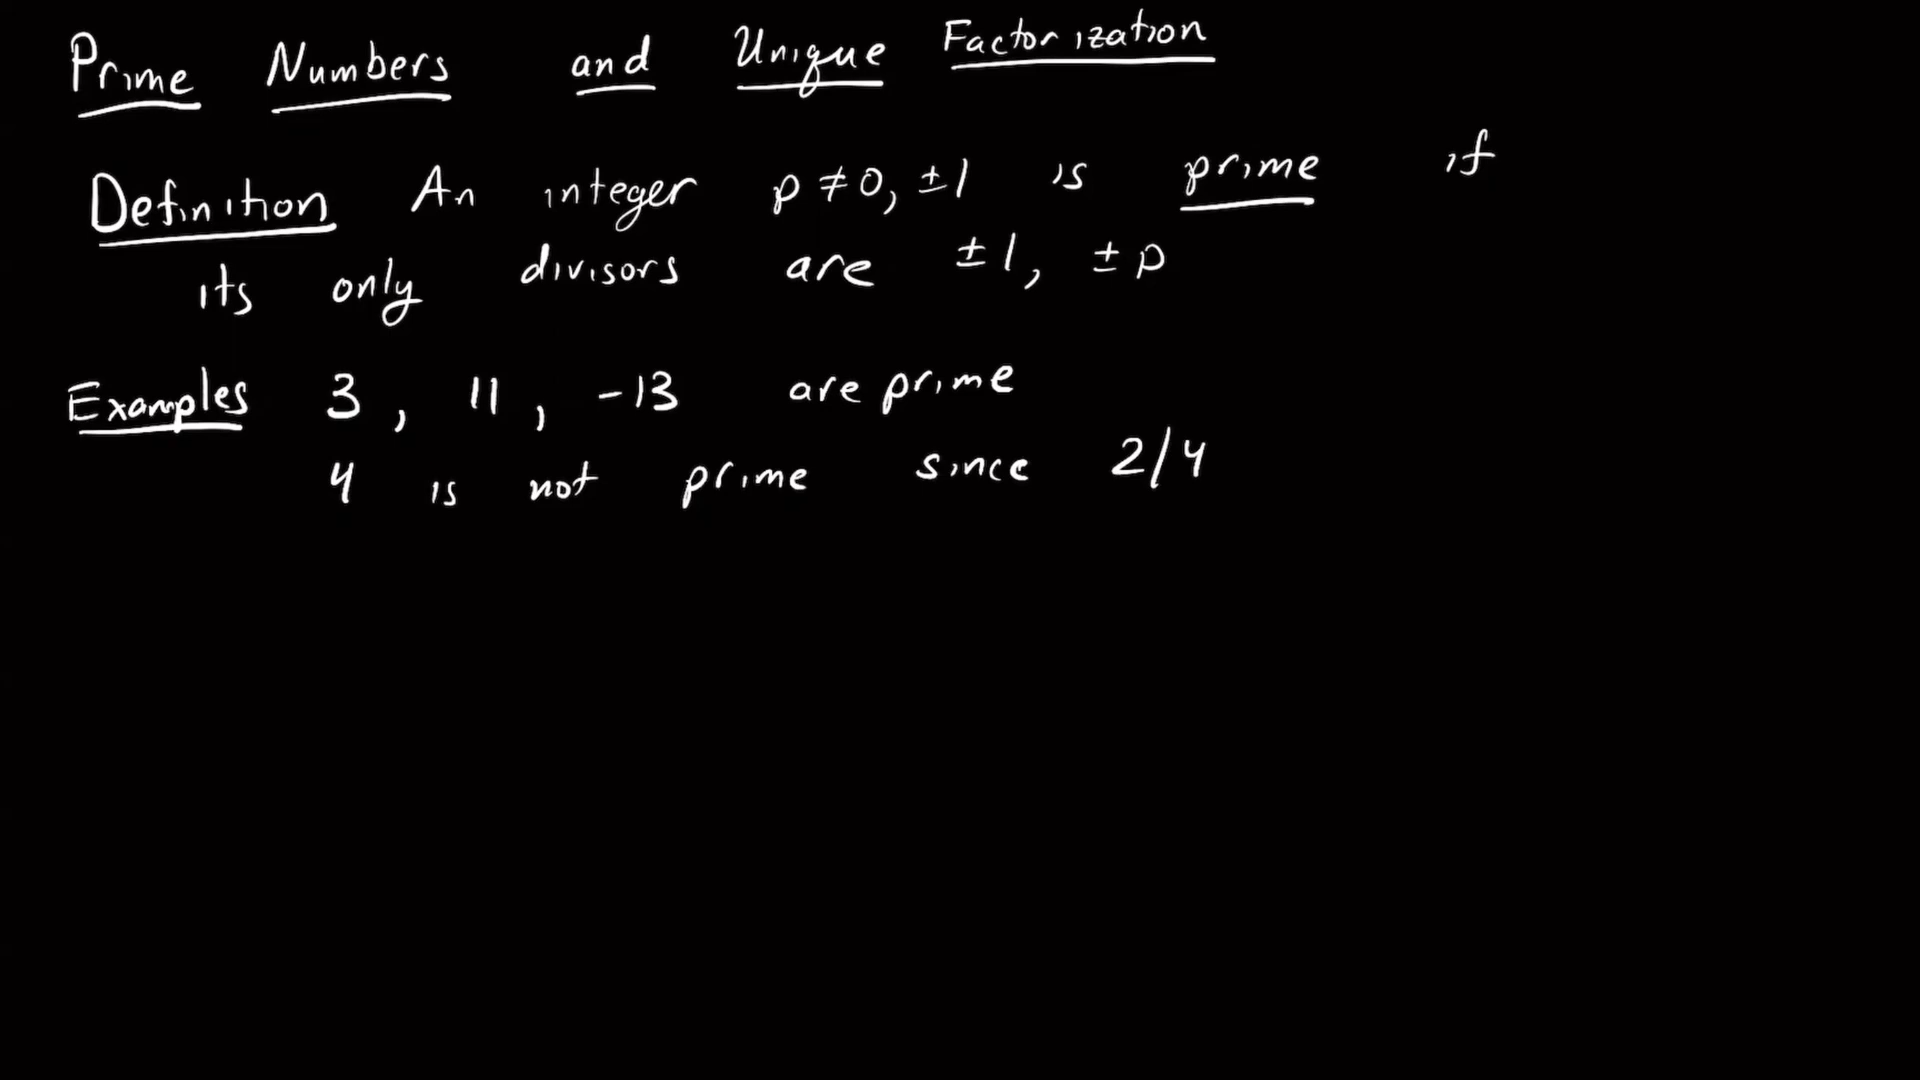 Prime Numbers and Unique Factorization
Definition An integer p ≠ 0, ±1 is prime if
its only divisors are ±1, ±p
Examples 3, 11, -13 are prime
4 is not prime since 2/4